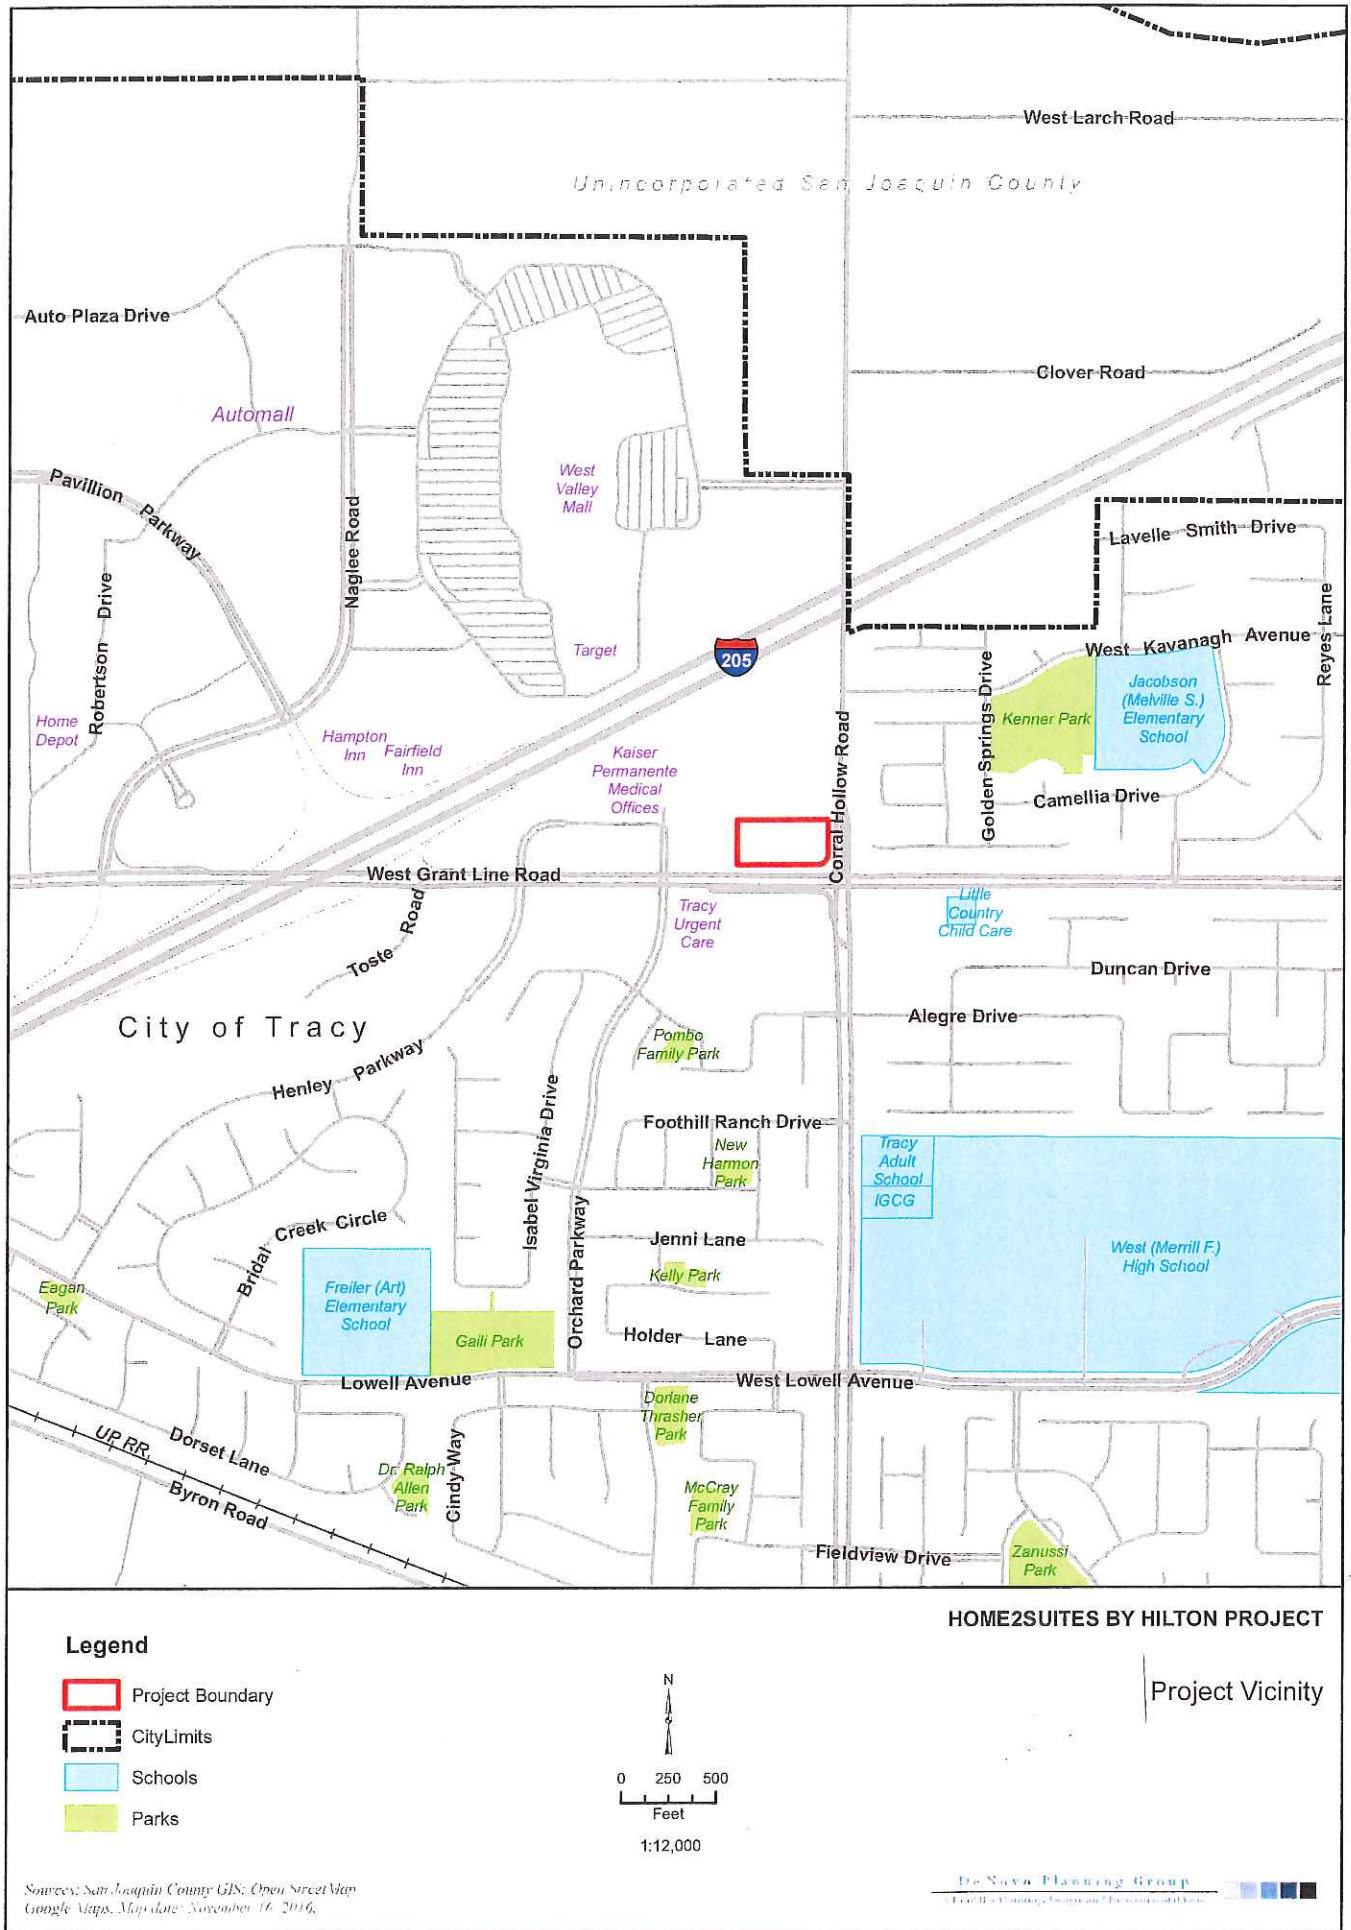 West Larch Road
Unincorporated San Joaquin County
Auto Plaza Drive
Clover Road
Automall
West
Valley
Mall
Pavillion Parkway
Naglee Road
Lavelle Smith Drive
Robertson Drive
Reyes Lane
West Kavanagh Avenue
Target
205
Golden Springs Drive
Jacobson
(Melville S.)
Elementary
School
Kenner Park
Home
Depot
Hampton
Inn
Fairfield
Inn
Kaiser
Permanente
Medical
Offices
Corral Hollow Road
Camellia Drive
West Grant Line Road
Toste Road
Tracy
Urgent
Care
Little
Country
Child Care
Duncan Drive
City of Tracy
Alegre Drive
Pombo
Family Park
Henley Parkway
Isabel Virginia Drive
Foothill Ranch Drive
New
Harmon
Park
Tracy
Adult
School
IGCG
Bridal Creek Circle
Orchard Parkway
Jenni Lane
West (Merrill F.)
High School
Kelly Park
Eagan
Park
Freiler (Art)
Elementary
School
Gaili Park
Holder Lane
Lowell Avenue
West Lowell Avenue
Dorlane
Thrasher
Park
UP RR.
Dorset Lane
Byron Road
Dr. Ralph
Allen
Park
Cindy Way
McCray
Family
Park
Fieldview Drive
Zanussi
Park
HOME2SUITES BY HILTON PROJECT
Project Vicinity
Legend
Project Boundary
CityLimits
Schools
Parks
N
0 250 500
Feet
1:12,000
Sources: San Joaquin County GIS; Open StreetMap
Google Maps. Map date: November 16, 2016.
De Novo Planning Group